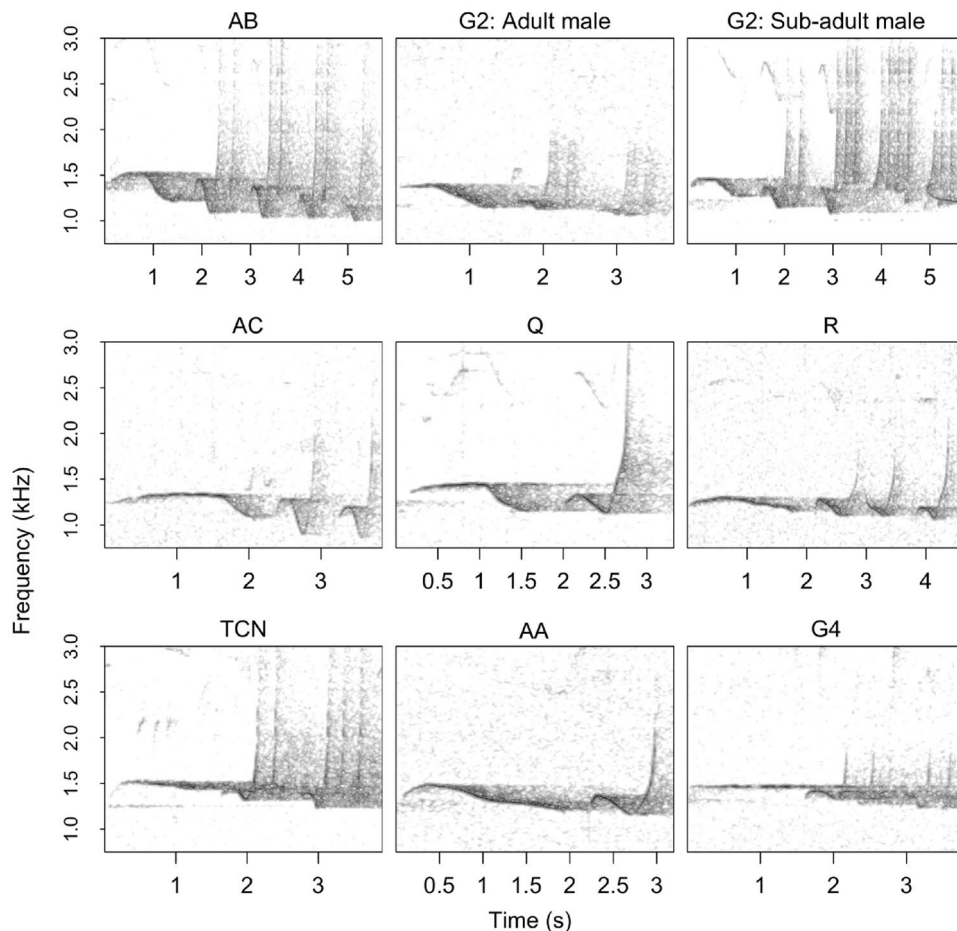 AB G2: Adult male G2: Sub-adult male
3.0
2.5
2.0
1.5
1.0
1 2 3 4 5 1 2 3 1 2 3 4 5
AC Q R
3.0
2.5
2.0
1.5
1.0
1 2 3 0.5 1 1.5 2 2.5 3 1 2 3 4
Frequency (kHz)
TCN AA G4
3.0
2.5
2.0
1.5
1.0
1 2 3 0.5 1 1.5 2 2.5 3 1 2 3
Time (s)